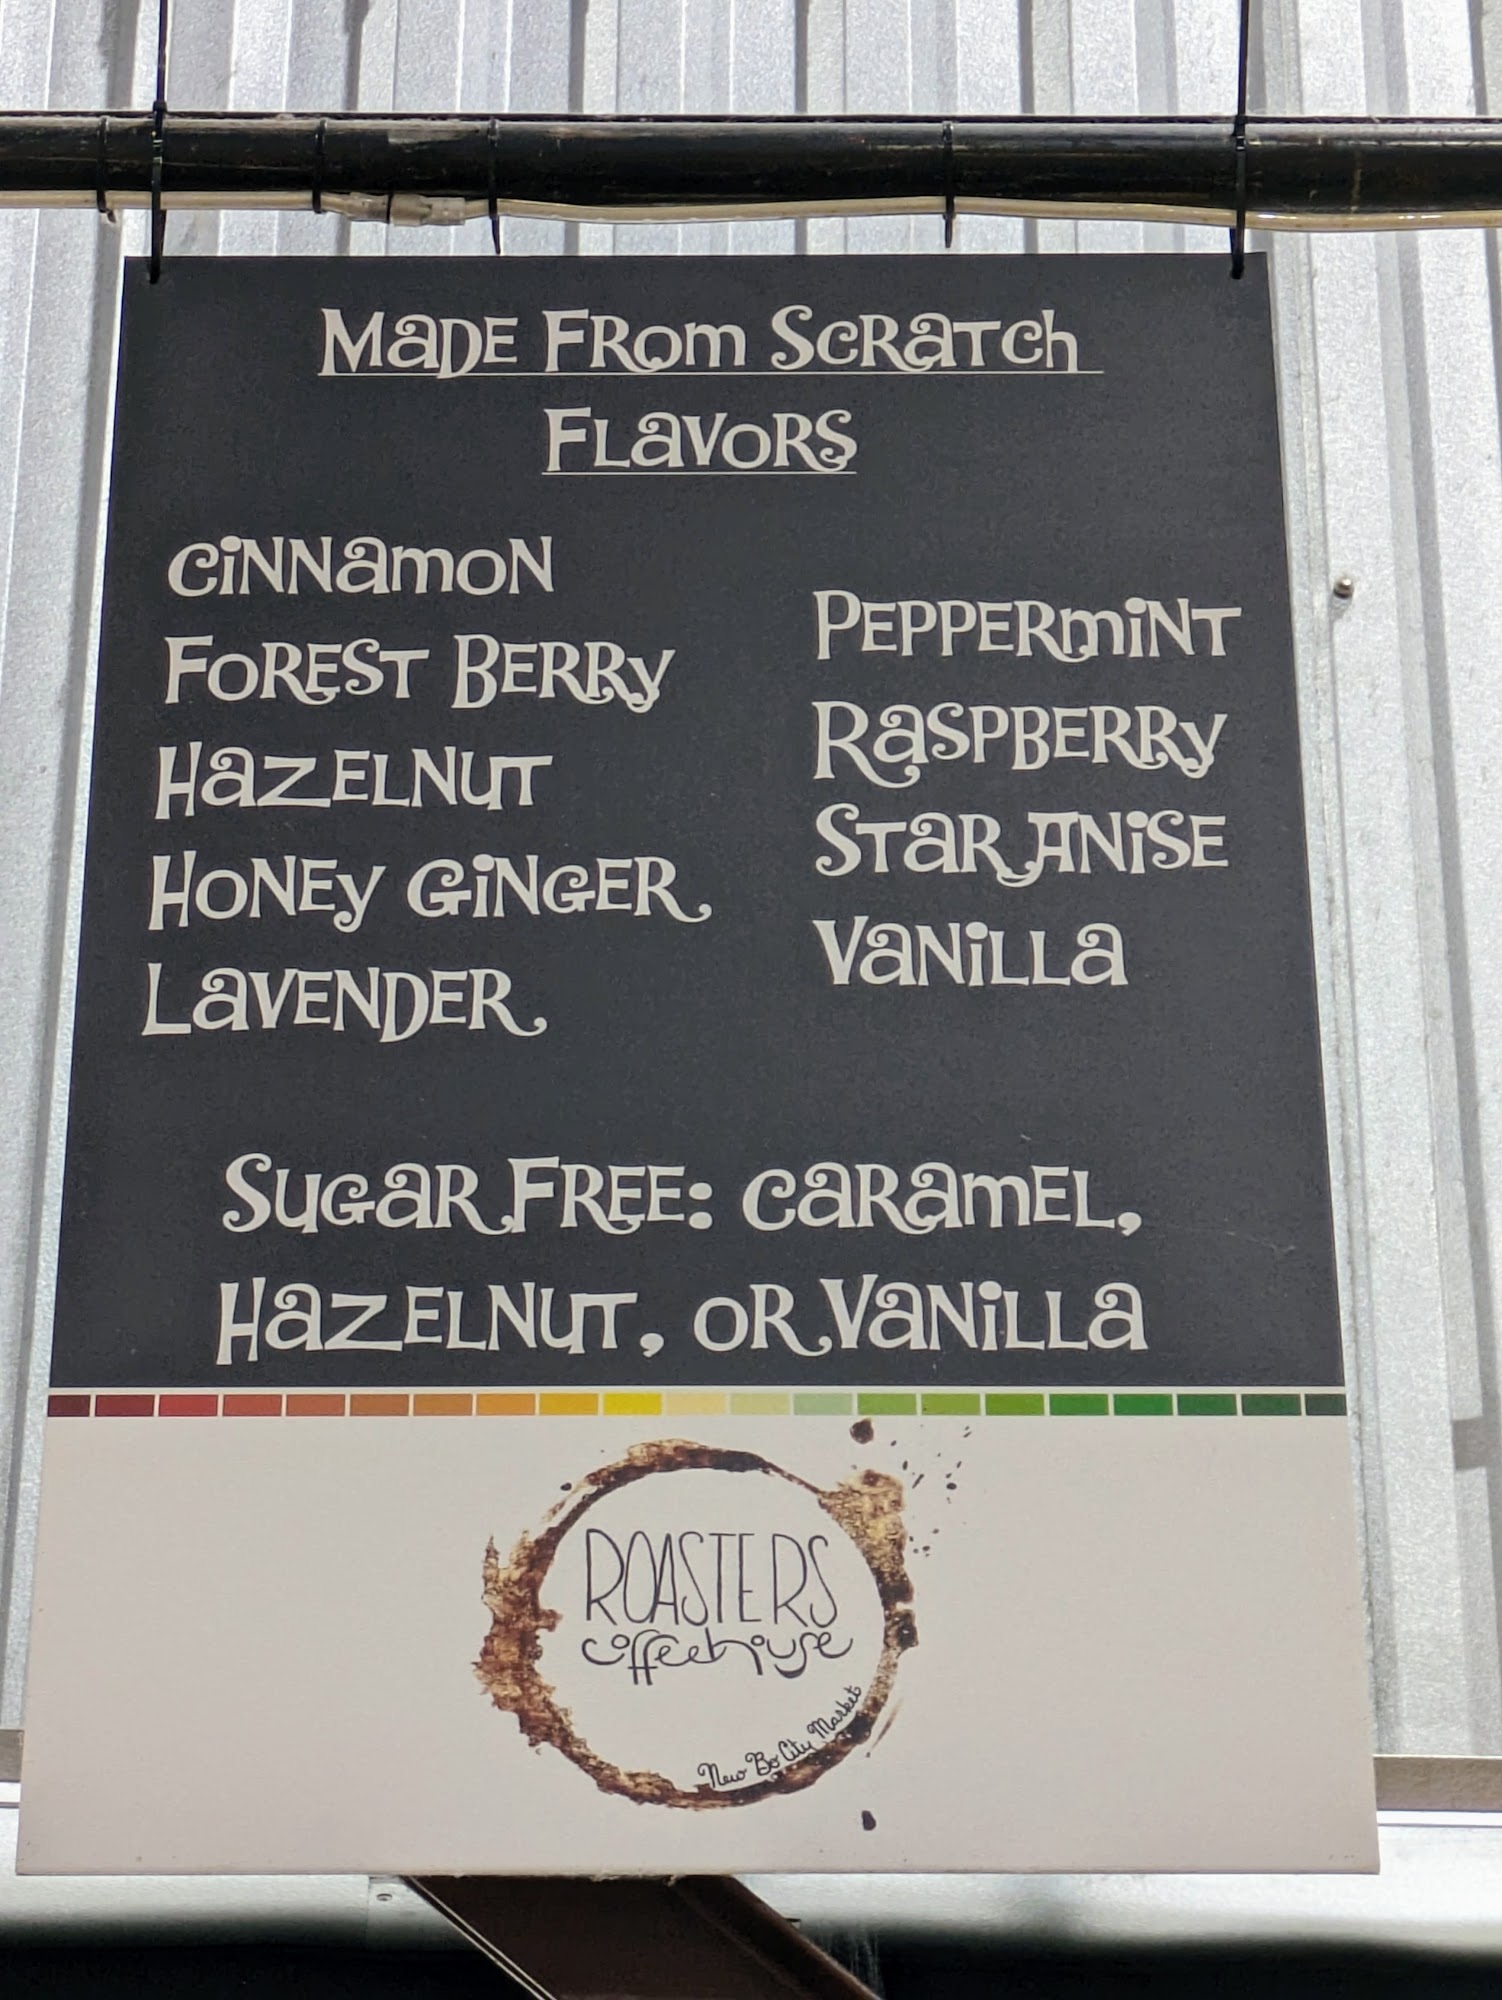 Made From Scratch
Flavors
Cinnamon
Forest Berry
Hazelnut
Honey Ginger
Lavender
Peppermint
Raspberry
Star Anise
Vanilla
Sugar Free: Caramel,
Hazelnut, or Vanilla
ROASTERS
coffeehouse
New Bo City Market